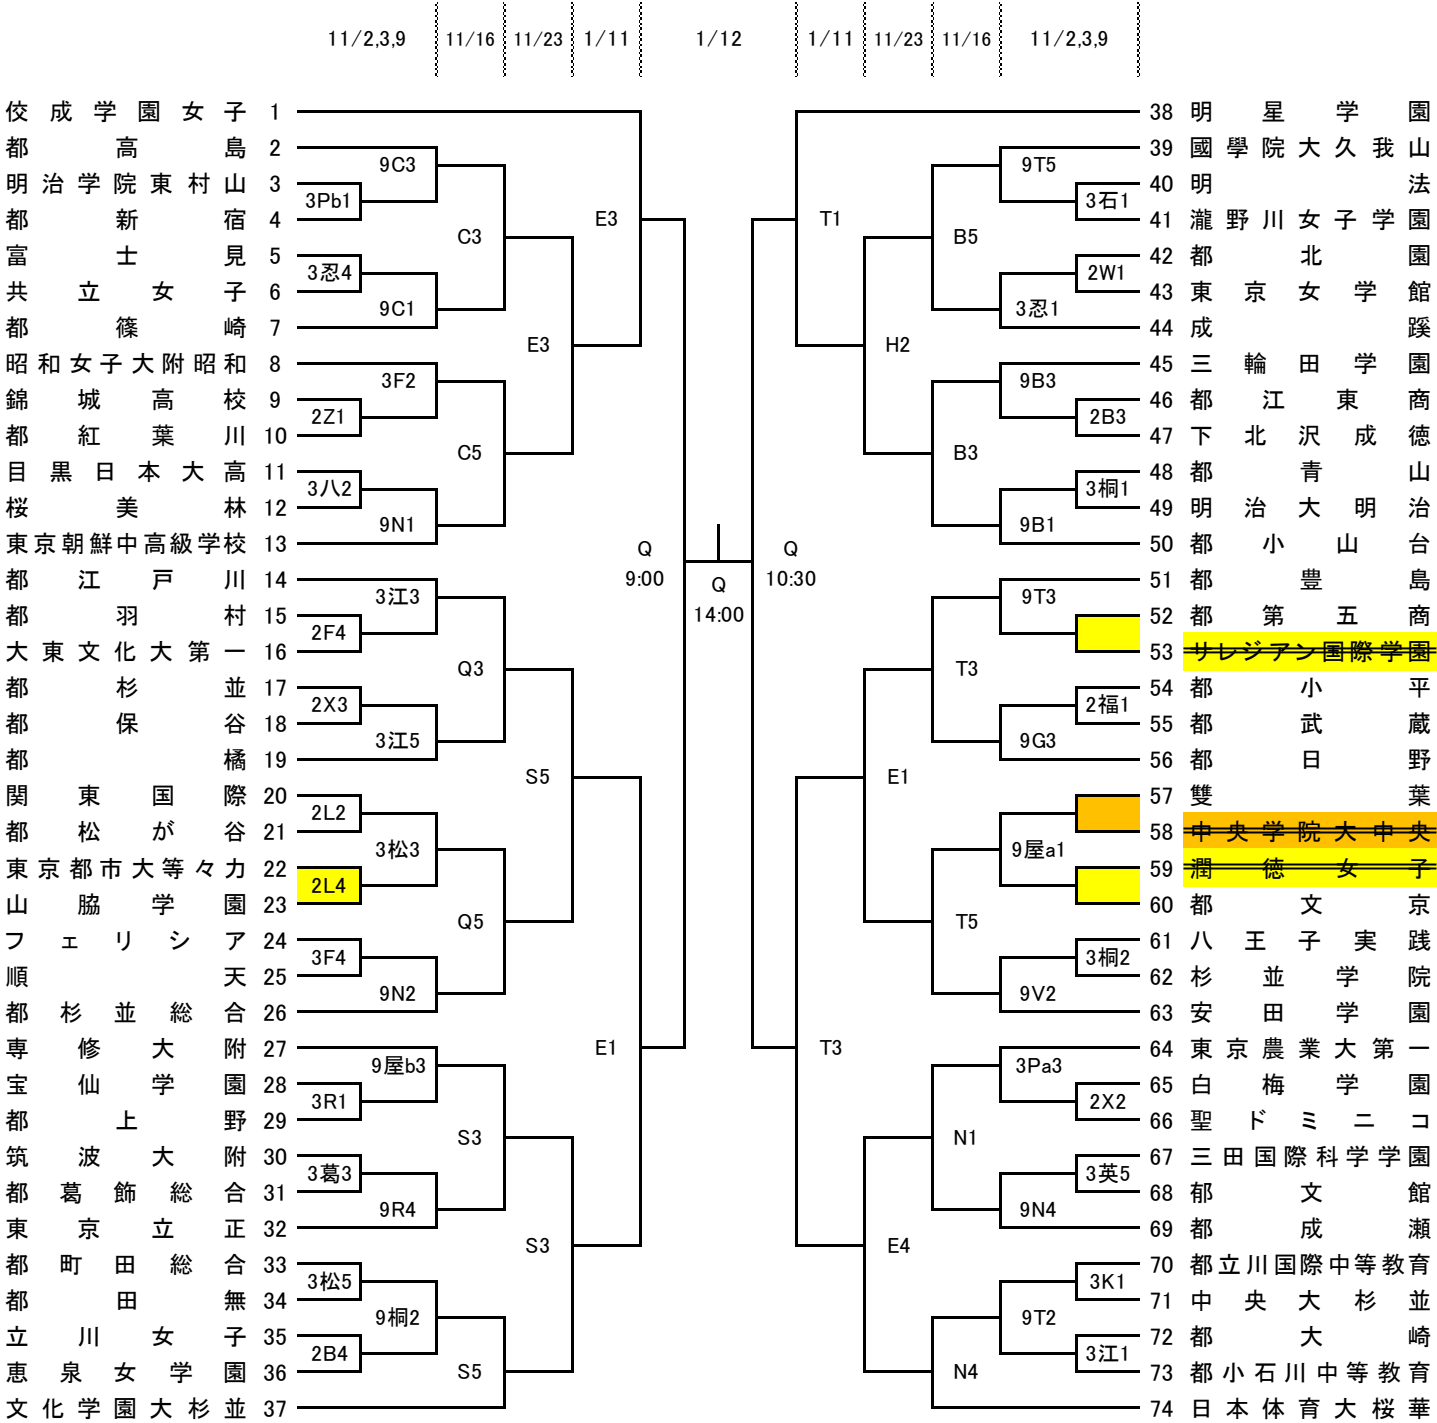 11/2,3,9 11/16 11/23 1/11 1/12 1/11 11/23 11/16 11/2,3,9
佼成学園女子 1
都高島 2
9C3
明治学院東村山 3
3Pb1
都新宿 4
C3
E3
富士見 5
3忍4
共立女子 6
9C1
都篠崎 7
E3
昭和女子大附昭和 8
3F2
錦城高校 9
2Z1
都紅葉川 10
C5
目黒日本大高 11
3八2
桜美林 12
9N1
東京朝鮮中高級学校 13
都江戸川 14
3江3
都羽村 15
2F4
大東文化大第一 16
Q3
都杉並 17
2X3
都保谷 18
3江5
都橘 19
S5
関東国際 20
2L2
都松が谷 21
3松3
東京都市大等々力 22
2L4
山脇学園 23
Q5
フェリシア 24
3F4
順天 25
9N2
都杉並総合 26
専修大附 27
E1
9屋b3
宝仙学園 28
3R1
都上野 29
S3
筑波大附 30
3葛3
都葛飾総合 31
9R4
東京立正 32
S3
都町田総合 33
3松5
都田無 34
9桐2
立川女子 35
2B4
恵泉女学園 36
S5
文化学園大杉並 37
Q
9:00
Q
14:00
Q
10:30
38 明星学園
39 國學院大久我山
9T5
40 明法
3石1
41 瀧野川女子学園
T1
B5
42 都北園
2W1
43 東京女学館
3忍1
44 成蹊
H2
45 三輪田学園
9B3
46 都江東商
2B3
47 下北沢成徳
B3
48 都青山
3桐1
49 明治大明治
9B1
50 都小山台
51 都豊島
9T3
52 都第五商
53 サレジアン国際学園
T3
54 都小平
2福1
55 都武蔵
9G3
56 都日野
E1
57 雙葉
58 中央学院大中央
9屋a1
59 潤徳女子
60 都文京
T5
61 八王子実践
3桐2
62 杉並学院
9V2
63 安田学園
64 東京農業大第一
T3
3Pa3
65 白梅学園
2X2
66 聖ドミニコ
N1
67 三田国際科学学園
3英5
68 郁文館
9N4
69 都成瀬
E4
70 都立川国際中等教育
3K1
71 中央大杉並
9T2
72 都大崎
3江1
73 都小石川中等教育
N4
74 日本体育大桜華